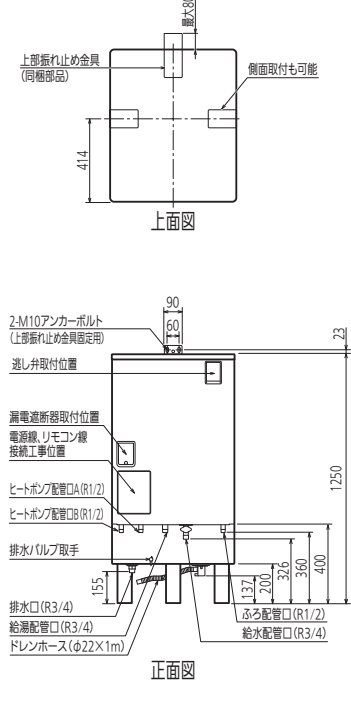 最大80
上部振れ止め金具
(同梱部品)
側面取付も可能
414
上面図
90
60
23
2-M10アンカーボルト
(上部振れ止め金具固定用)
逃し弁取付位置
漏電遮断器取付位置
電源線、リモコン線
接続工事位置
1250
ヒートポンプ配管口A(R1/2)
ヒートポンプ配管口B(R1/2)
排水バルブ取手
155
137
200
326
360
400
排水口(R3/4)
給湯配管口(R3/4)
ドレンホース(φ22×1m)
ふろ配管口(R1/2)
給水配管口(R3/4)
正面図